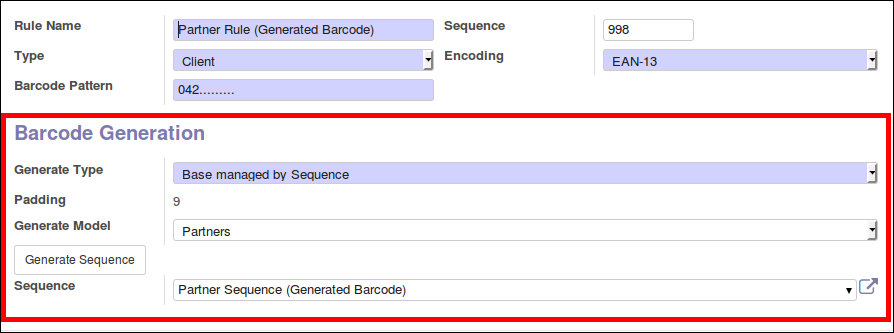 Rule Name Partner Rule (Generated Barcode) Sequence 998
Type Client Encoding EAN-13
Barcode Pattern 042.........
Barcode Generation
Generate Type Base managed by Sequence
Padding 9
Generate Model Partners
Generate Sequence
Sequence Partner Sequence (Generated Barcode)